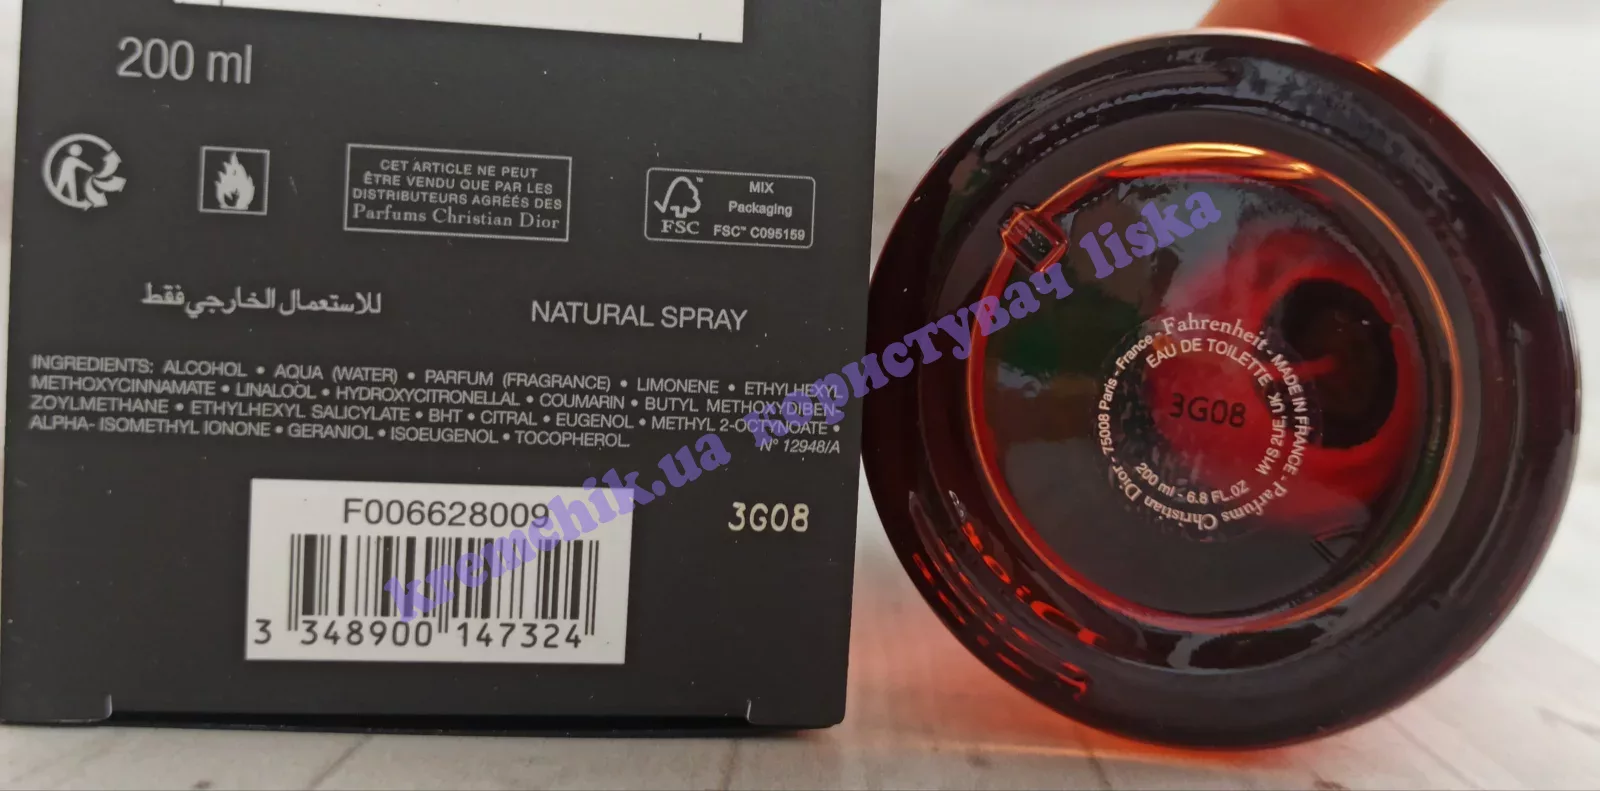 200 ml
CET ARTICLE NE PEUT
ÊTRE VENDU QUE PAR LES
DISTRIBUTEURS AGRÉÉS DES
Parfums Christian Dior
FSC™
MIX
Packaging
FSC™ C095159
للاستعمال الخارجي فقط
NATURAL SPRAY
INGREDIENTS: ALCOHOL • AQUA (WATER) • PARFUM (FRAGRANCE) • LIMONENE • ETHYLHEXYL
METHOXYCINNAMATE • LINALOOL • HYDROXYCITRONELLAL • COUMARIN • BUTYL METHOXYDIBEN-
ZOYLMETHANE • ETHYLHEXYL SALICYLATE • BHT • CITRAL • EUGENOL • METHYL 2-OCTYNOATE •
ALPHA- ISOMETHYL IONONE • GERANIOL • ISOEUGENOL • TOCOPHEROL.
N° 12948/A
F006628009
3 348900 147324
3G08
kremchik.ua користувач liska
Fahrenheit - MADE IN FRANCE - Parfums Christian Dior - 75008 Paris - France -
EAU DE TOILETTE UK W1S 2UE
200 ml - 6.8 FL.OZ
3G08
Dior